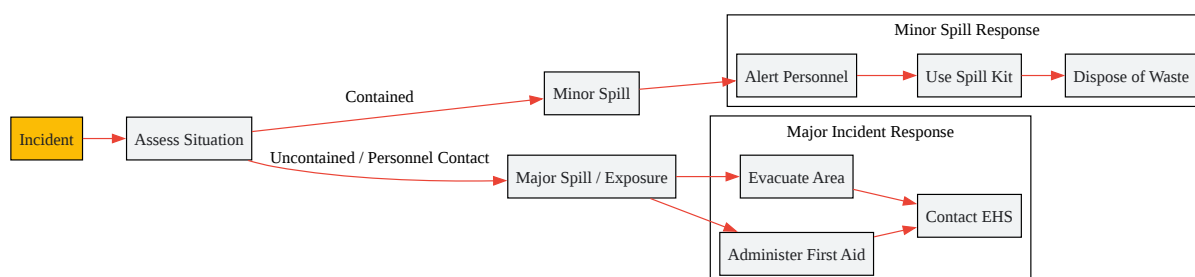 Minor Spill Response
Alert Personnel
Use Spill Kit
Dispose of Waste
Minor Spill
Contained
Incident
Assess Situation
Uncontained / Personnel Contact
Major Spill / Exposure
Major Incident Response
Evacuate Area
Contact EHS
Administer First Aid